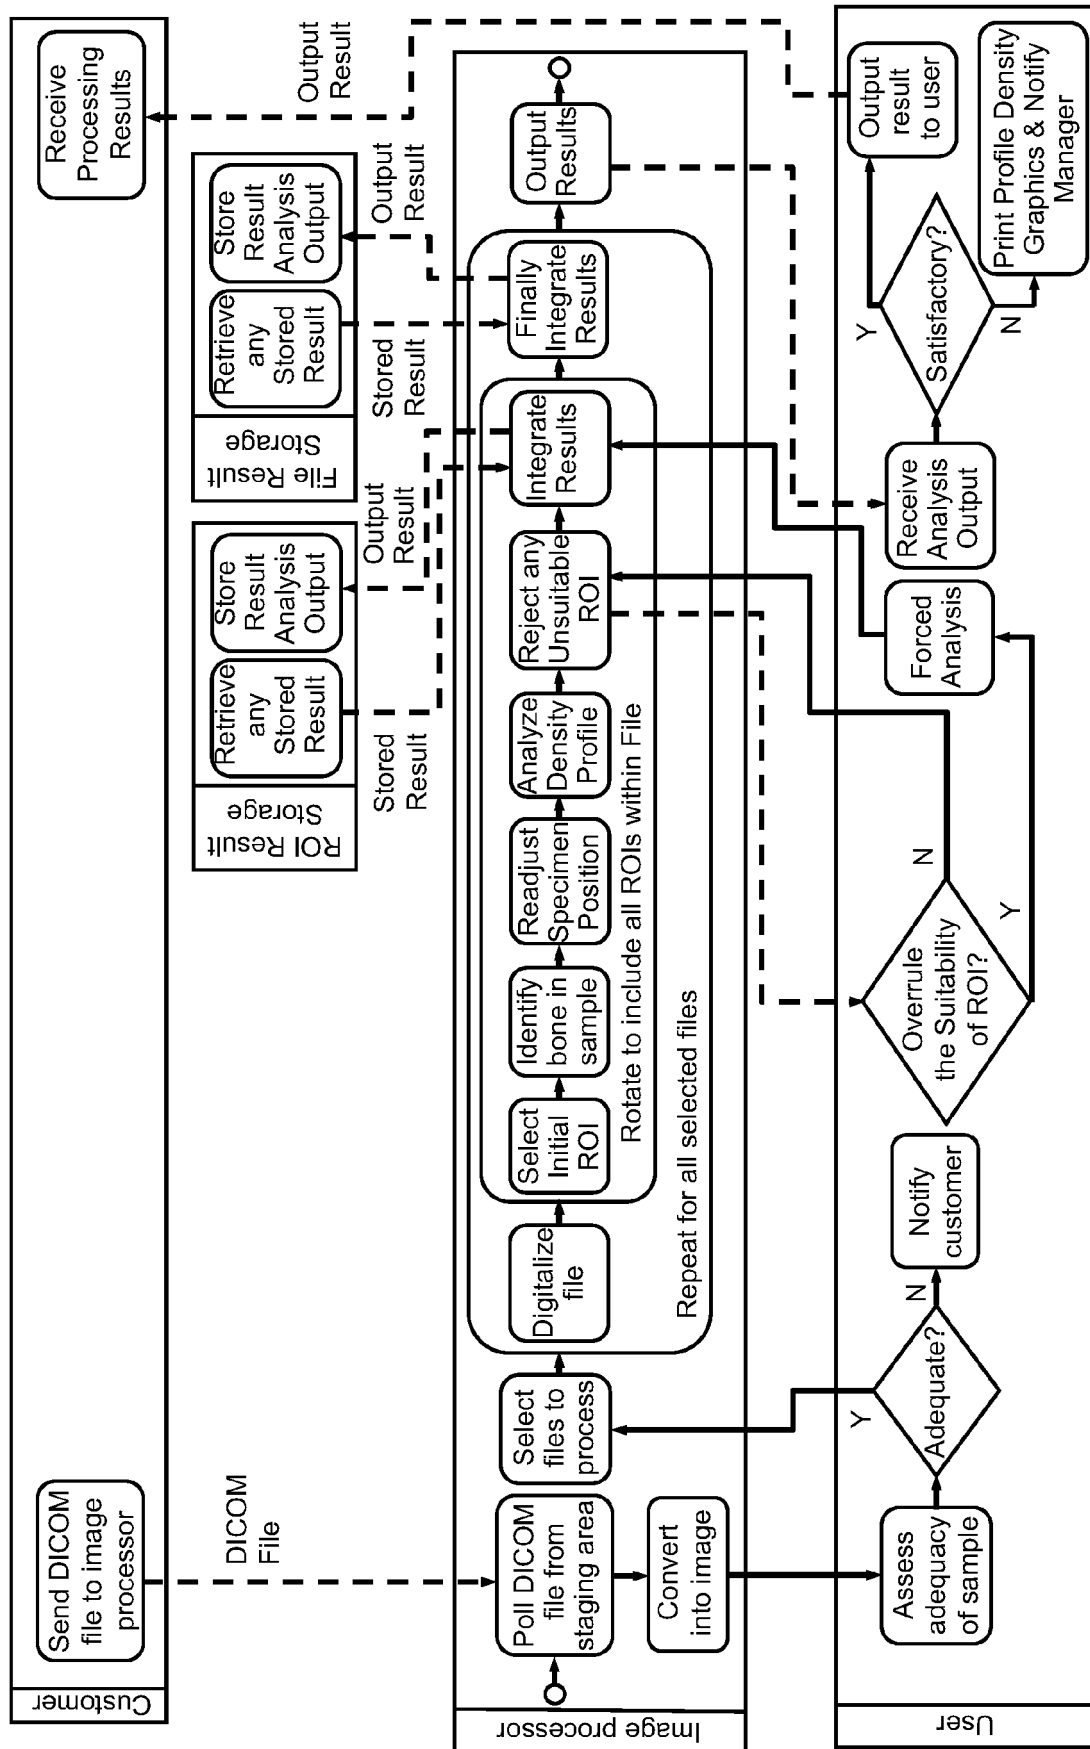 Customer
Send DICOM
file to image
processor
Receive
Processing
Results
DICOM
File
Output
Result
ROI Result
Storage
Retrieve
any
Stored
Result
Store
Result
Analysis
Output
File Result
Storage
Retrieve
any
Stored
Result
Store
Result
Analysis
Output
Stored
Result
Output
Result
Stored
Result
Output
Result
Image processor
Poll DICOM
file from
staging area
Convert
into image
Select
files to
process
Digitalize
file
Select
Initial
ROI
Identify
bone in
sample
Readjust
Specimen
Position
Analyze
Density
Profile
Reject any
Unsuitable
ROI
Integrate
Results
Finally
Integrate
Results
Output
Results
Rotate to include all ROIs within File
Repeat for all selected files
User
Assess
adequacy
of sample
Adequate?
Y
N
Notify
customer
Overrule
the Suitability
of ROI?
N
Y
Forced
Analysis
Receive
Analysis
Output
Satisfactory?
Y
N
Output
result
to user
Print Profile Density
Graphics & Notify
Manager